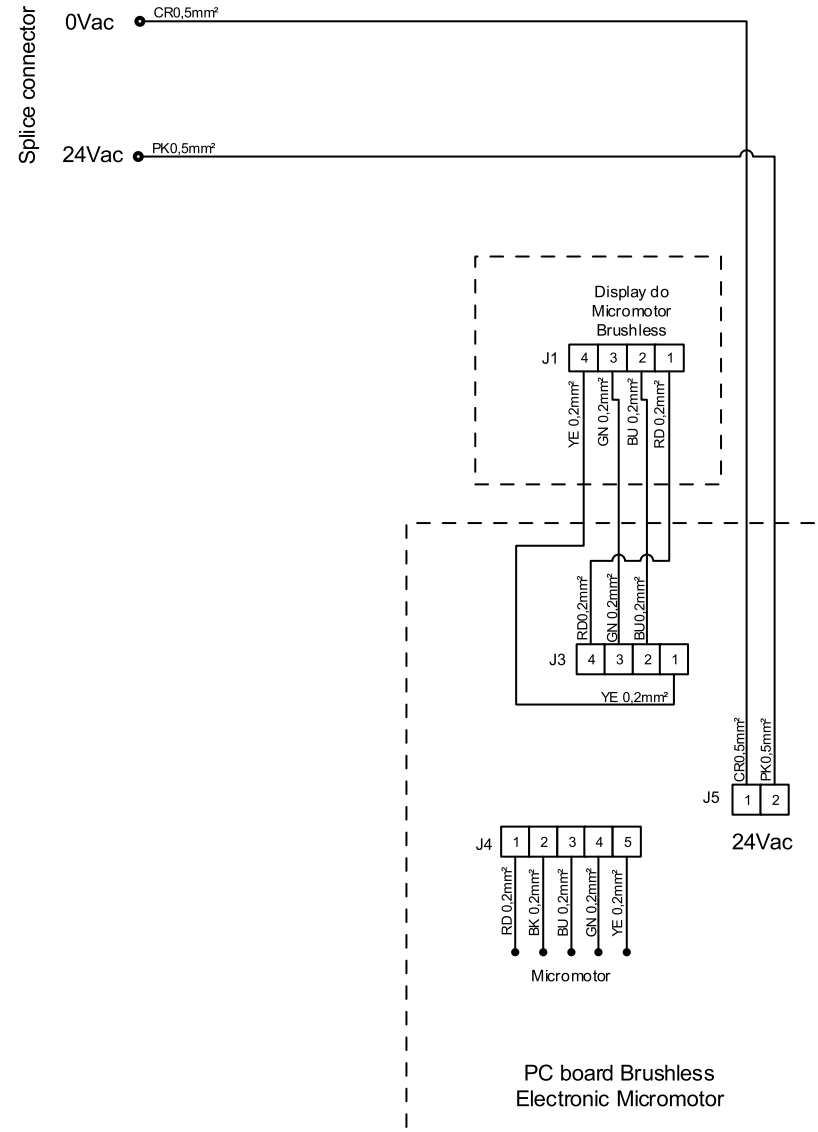 Splice connector
0Vac
CR0,5mm²
24Vac
PK0,5mm²
Display do
Micromotor
Brushless
J1
4 3 2 1
YE 0,2mm²
GN 0,2mm²
BU 0,2mm²
RD 0,2mm²
RD0,2mm²
GN 0,2mm²
BU0,2mm²
J3
4 3 2 1
YE 0,2mm²
CR0,5mm²
PK0,5mm²
J5
1 2
24Vac
J4
1 2 3 4 5
RD 0,2mm²
BK 0,2mm²
BU 0,2mm²
GN 0,2mm²
YE 0,2mm²
Micromotor
PC board Brushless
Electronic Micromotor